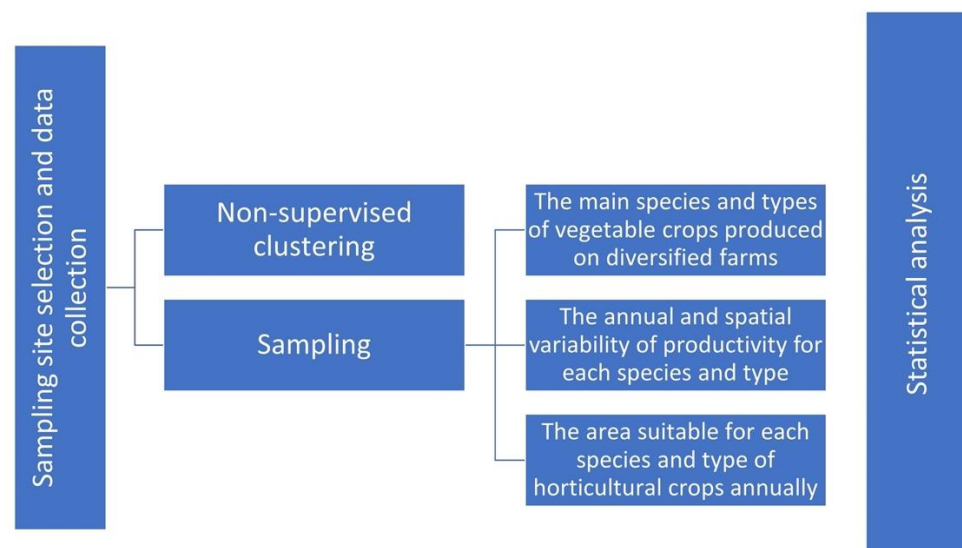 Sampling site selection and data
collection
Non-supervised
clustering
Sampling
The main species and types
of vegetable crops produced
on diversified farms
The annual and spatial
variability of productivity for
each species and type
The area suitable for each
species and type of
horticultural crops annually
Statistical analysis